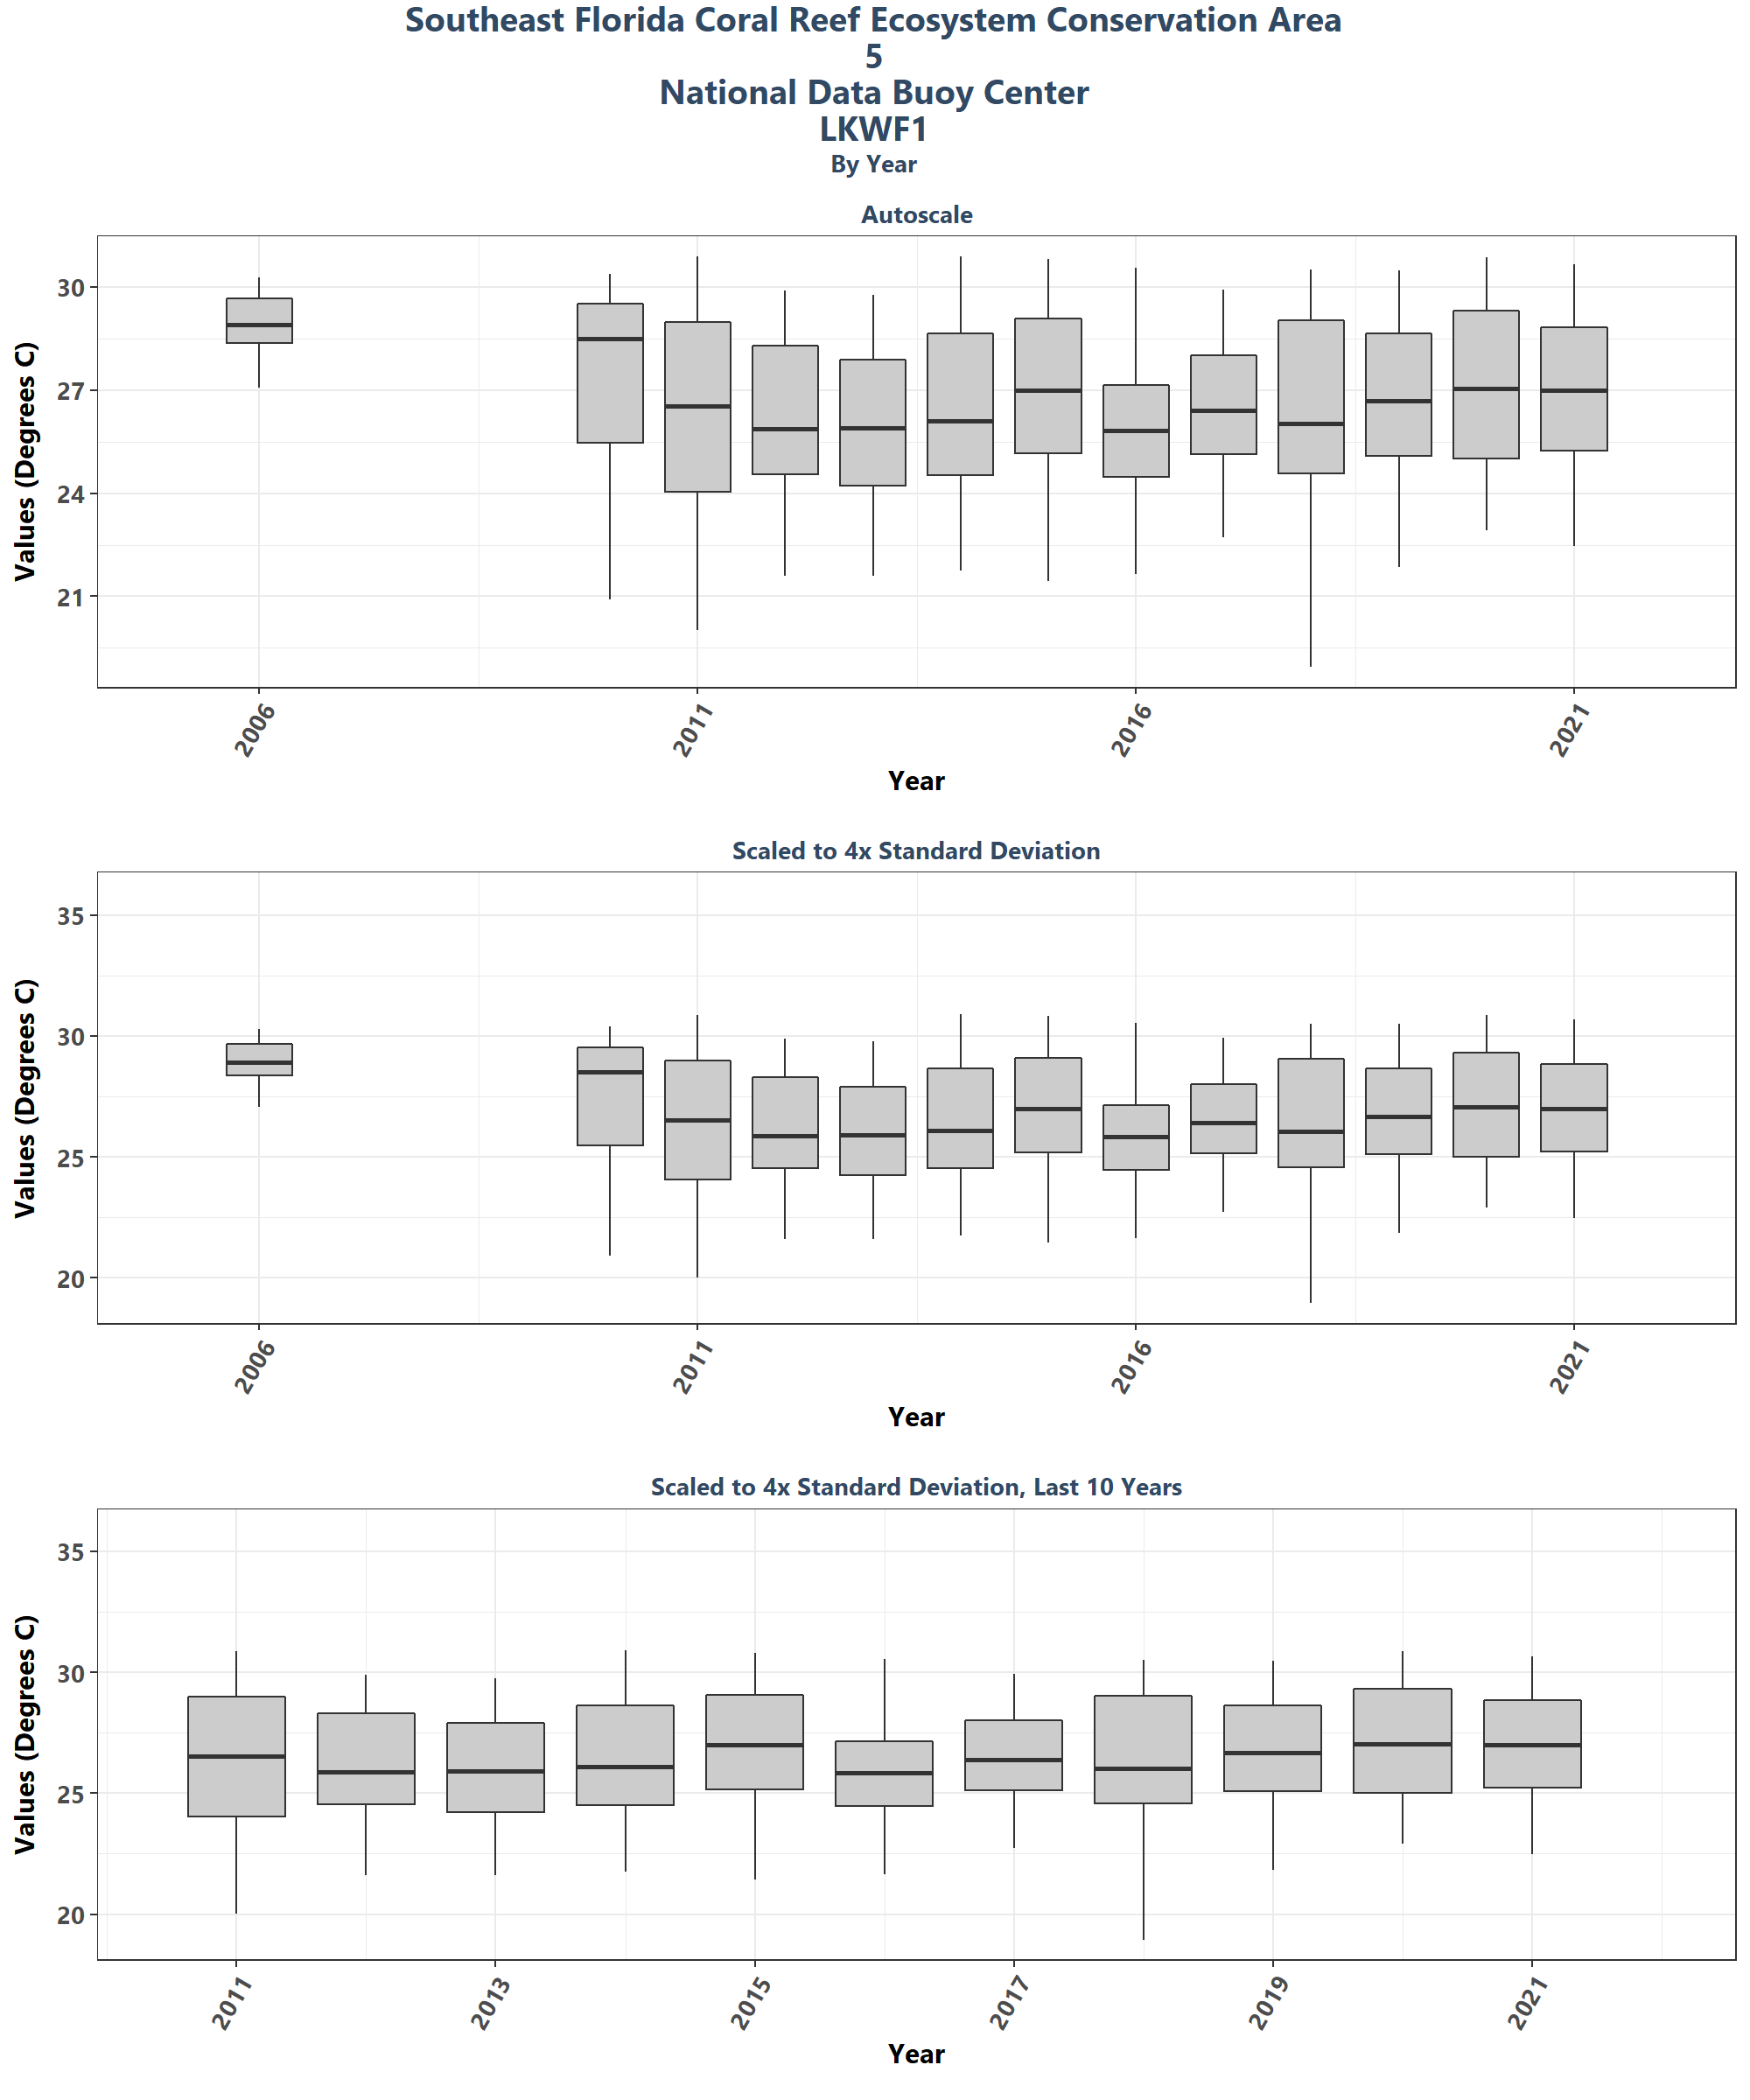 Southeast Florida Coral Reef Ecosystem Conservation Area
5
National Data Buoy Center
LKWF1
By Year
Autoscale
Values (Degrees C)
30
27
24
21
2006
2011
2016
2021
Year
Scaled to 4x Standard Deviation
Values (Degrees C)
35
30
25
20
2006
2011
2016
2021
Year
Scaled to 4x Standard Deviation, Last 10 Years
Values (Degrees C)
35
30
25
20
2011
2013
2015
2017
2019
2021
Year